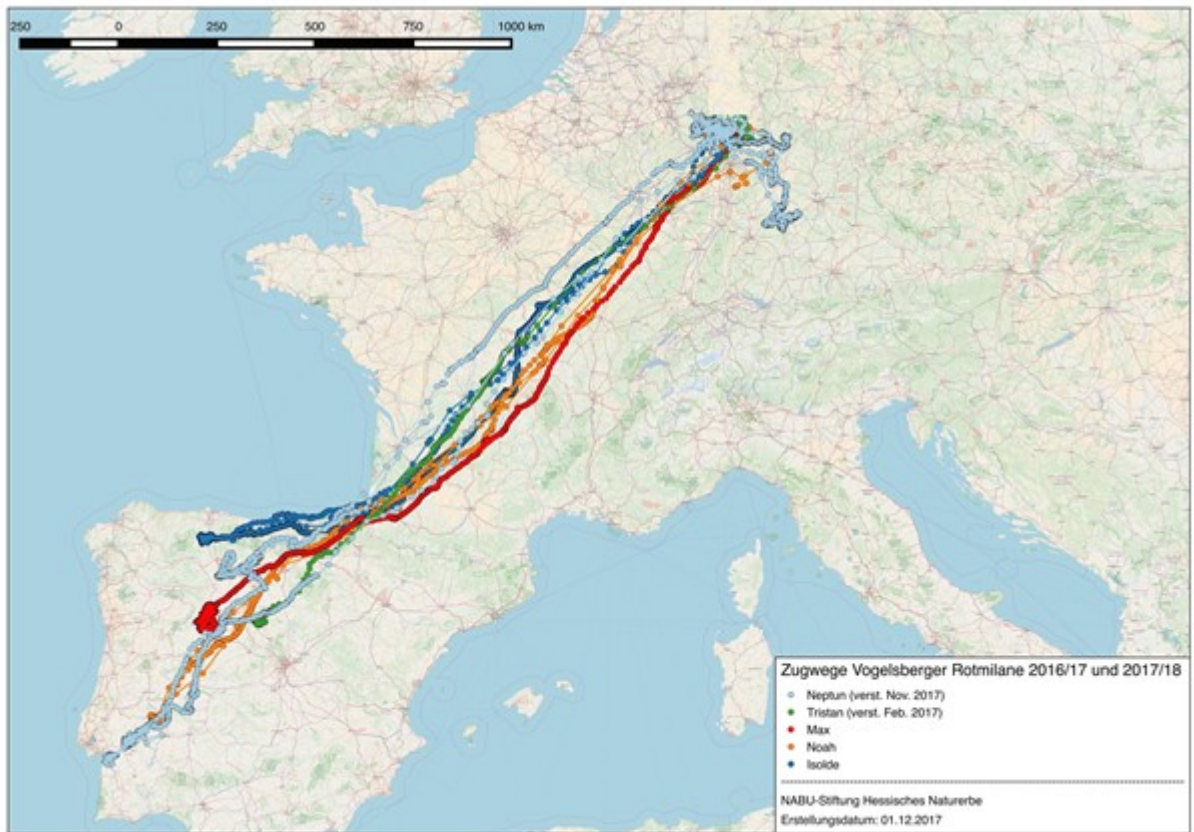 250 0 250 500 750 1000 km
Zugwege Vogelsberger Rotmilane 2016/17 und 2017/18
Neptun (verst. Nov. 2017)
Tristan (verst. Feb. 2017)
Max
Noah
Isolde
NABU-Stiftung Hessisches Naturerbe
Erstellungsdatum: 01.12.2017